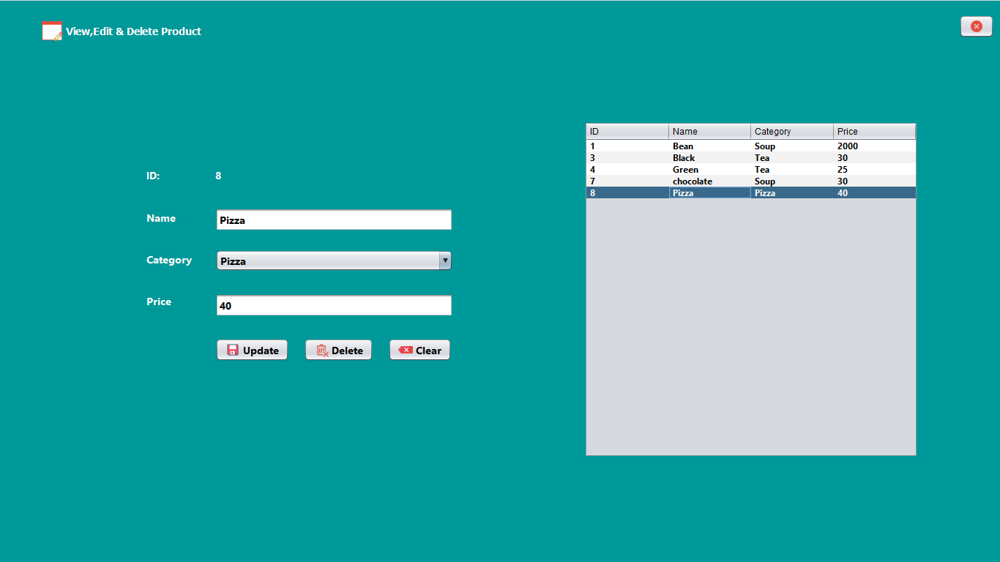 View,Edit & Delete Product
ID: 8
Name Pizza
Category Pizza
Price 40
Update Delete Clear
ID Name Category Price
1 Bean Soup 2000
3 Black Tea 30
4 Green Tea 25
7 chocolate Soup 30
8 Pizza Pizza 40